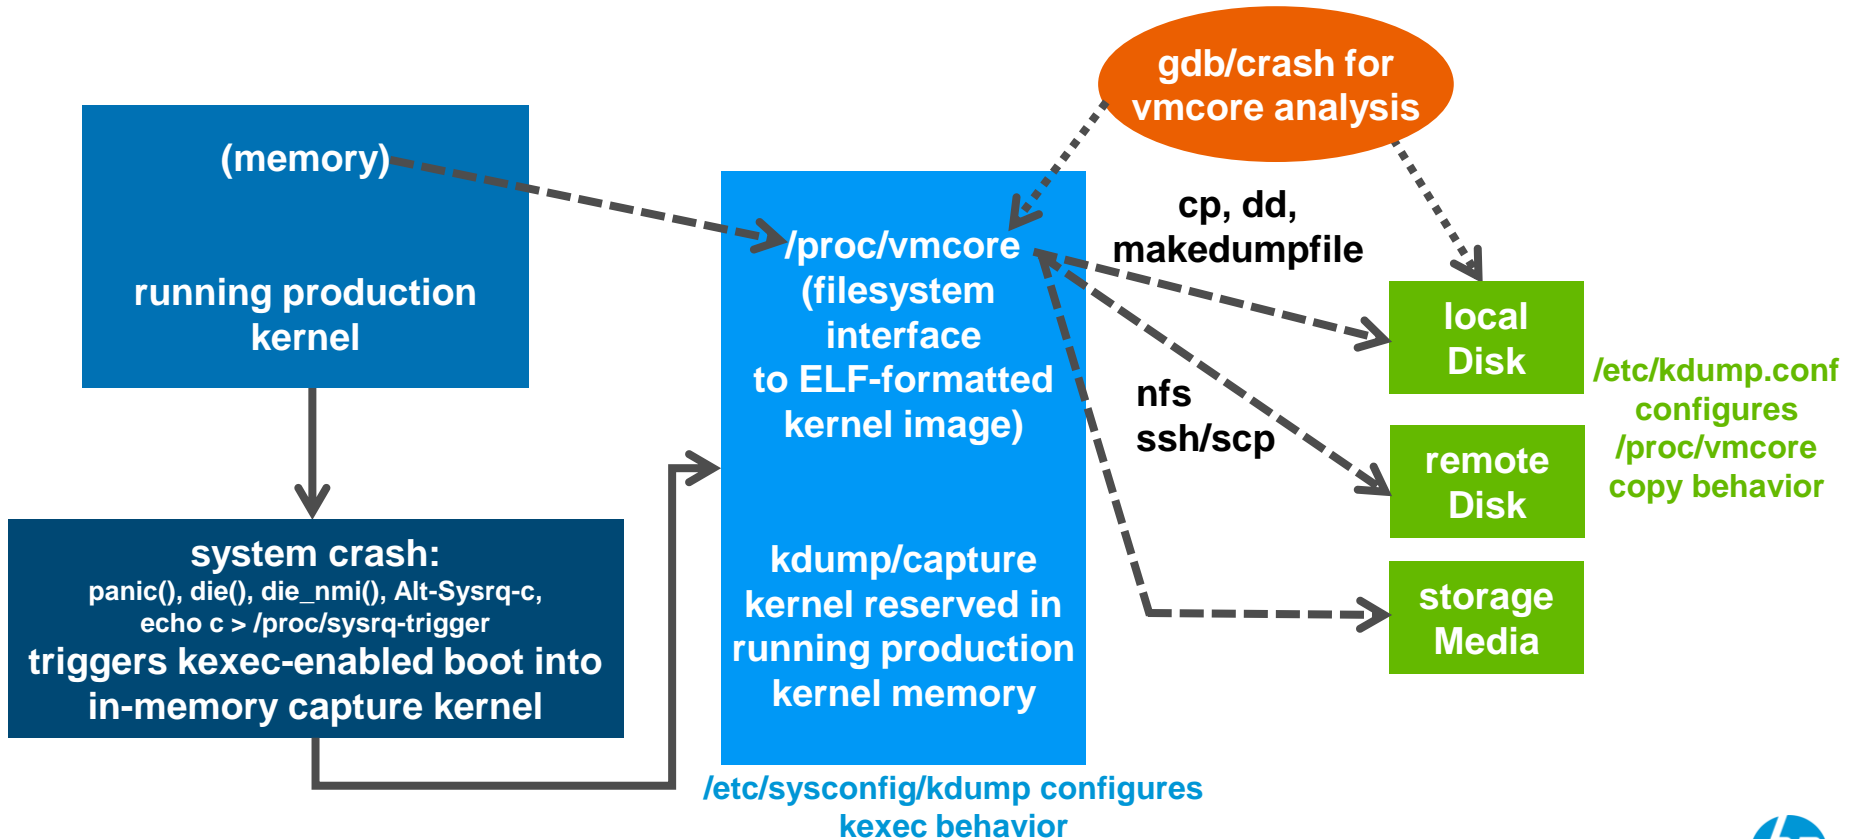 gdb/crash for
vmcore analysis
(memory)
running production
kernel
system crash:
panic(), die(), die_nmi(), Alt-Sysrq-c,
echo c > /proc/sysrq-trigger
triggers kexec-enabled boot into
in-memory capture kernel
/proc/vmcore
(filesystem
interface
to ELF-formatted
kernel image)
kdump/capture
kernel reserved in
running production
kernel memory
/etc/sysconfig/kdump configures
kexec behavior
cp, dd,
makedumpfile
nfs
ssh/scp
local
Disk
remote
Disk
storage
Media
/etc/kdump.conf
configures
/proc/vmcore
copy behavior